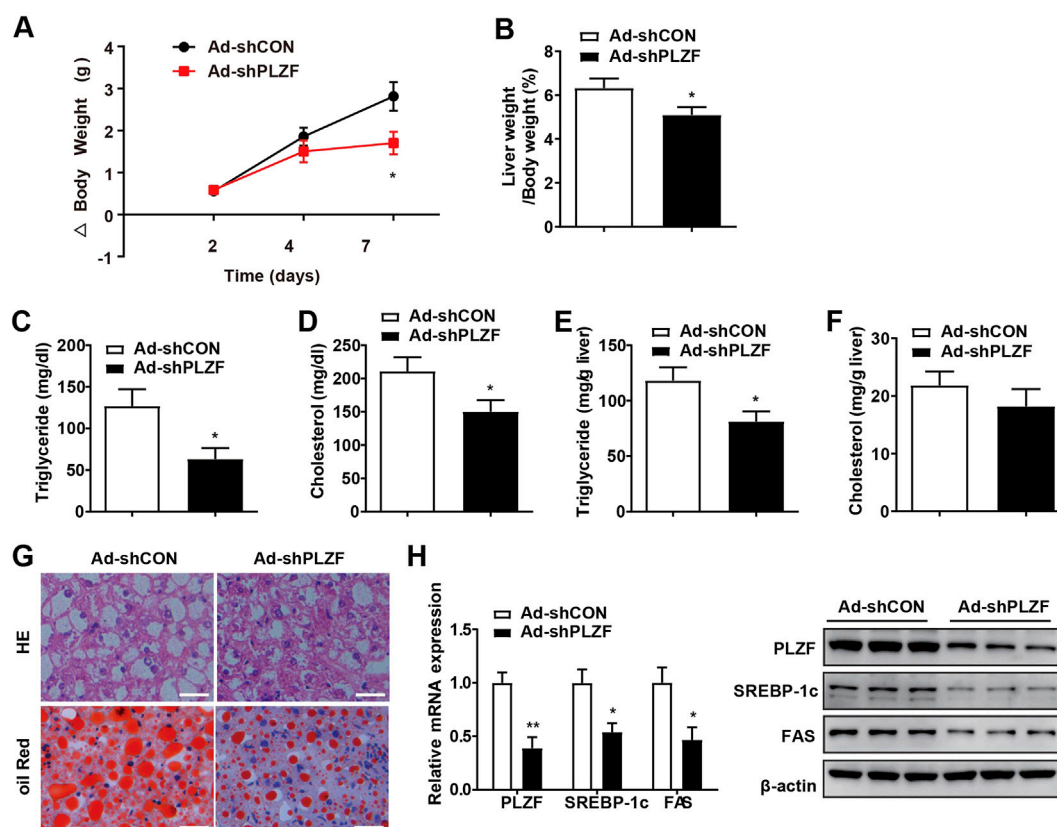 A
Ad-shCON
Ad-shPLZF
△ Body Weight (g)
4
3
2
1
0
-1
2 4 7
*
Time (days)
B
Ad-shCON
Ad-shPLZF
Liver weight
/Body weight (%)
8
6
4
2
0
*
C
Ad-shCON
Ad-shPLZF
Triglyceride (mg/dl)
200
150
100
50
0
*
D
Ad-shCON
Ad-shPLZF
Cholesterol (mg/dl)
250
200
150
100
50
0
*
E
Ad-shCON
Ad-shPLZF
Triglyceride (mg/g liver)
150
100
50
0
*
F
Ad-shCON
Ad-shPLZF
Cholesterol (mg/g liver)
30
20
10
0
G
Ad-shCON Ad-shPLZF
HE
oil Red
H
Ad-shCON
Ad-shPLZF
Relative mRNA expression
1.5
1.0
0.5
0.0
** * *
PLZF SREBP-1c FAS
Ad-shCON Ad-shPLZF
PLZF
SREBP-1c
FAS
β-actin